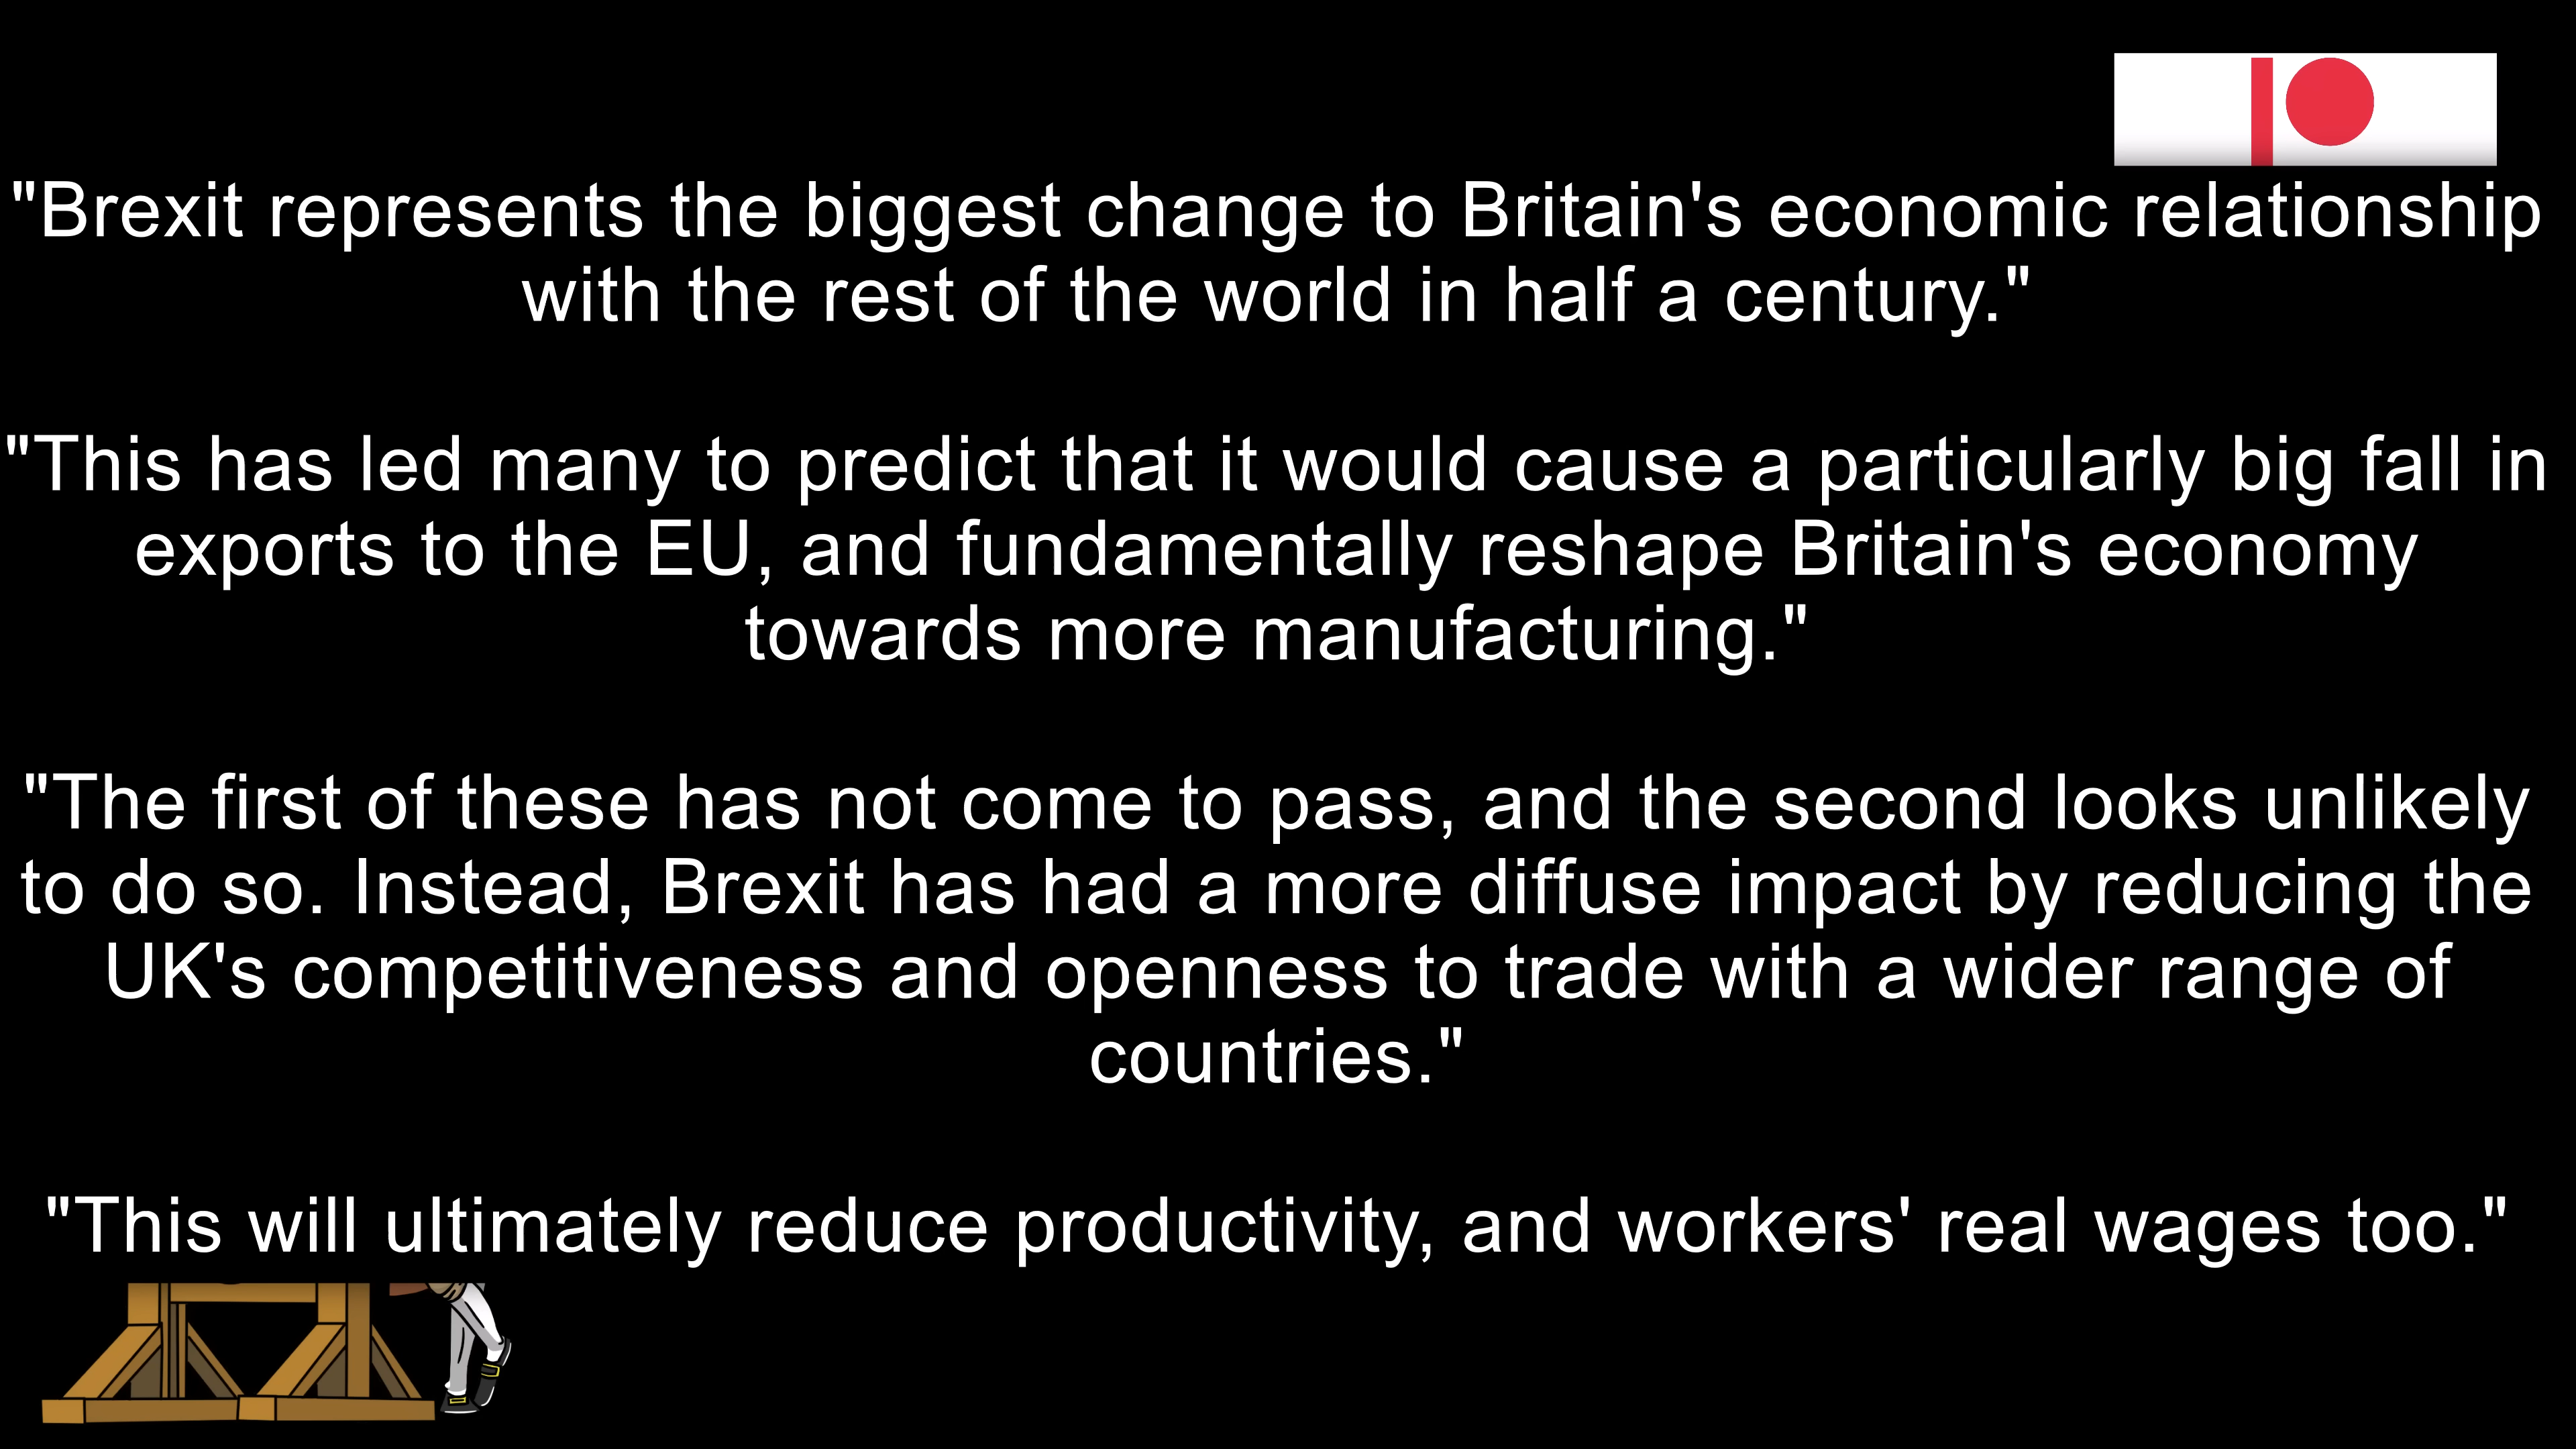 "Brexit represents the biggest change to Britain's economic relationship
with the rest of the world in half a century."
"This has led many to predict that it would cause a particularly big fall in
exports to the EU, and fundamentally reshape Britain's economy
towards more manufacturing."
"The first of these has not come to pass, and the second looks unlikely
to do so. Instead, Brexit has had a more diffuse impact by reducing the
UK's competitiveness and openness to trade with a wider range of
countries."
"This will ultimately reduce productivity, and workers' real wages too."